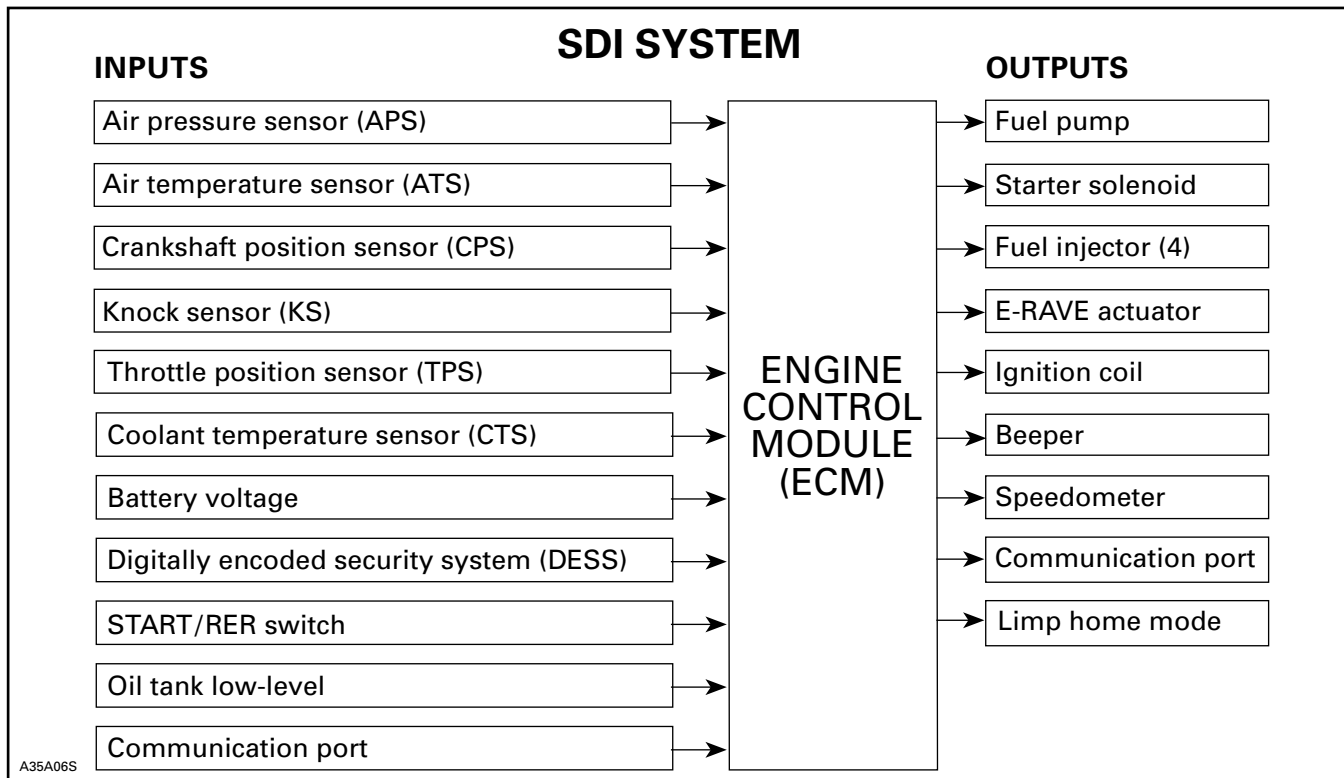 SDI SYSTEM
INPUTS
Air pressure sensor (APS)
Air temperature sensor (ATS)
Crankshaft position sensor (CPS)
Knock sensor (KS)
Throttle position sensor (TPS)
Coolant temperature sensor (CTS)
Battery voltage
Digitally encoded security system (DESS)
START/RER switch
Oil tank low-level
Communication port
ENGINE
CONTROL
MODULE
(ECM)
OUTPUTS
Fuel pump
Starter solenoid
Fuel injector (4)
E-RAVE actuator
Ignition coil
Beeper
Speedometer
Communication port
Limp home mode
A35A06S